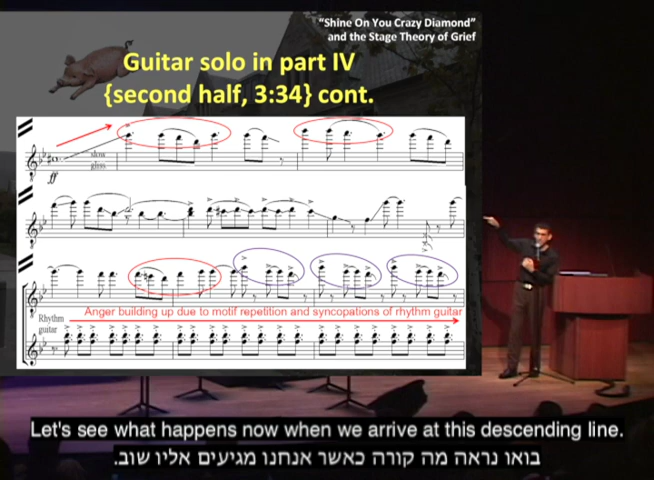 "Shine On You Crazy Diamond"
and the Stage Theory of Grief
Guitar solo in part IV
{second half, 3:34} cont.
slow
gliss.
ff
Anger building up due to motif repetition and syncopations of rhythm guitar
Rhythm
guitar
Let's see what happens now when we arrive at this descending line.
בואו נראה מה קורה כאשר אנחנו מגיעים אליו שוב.